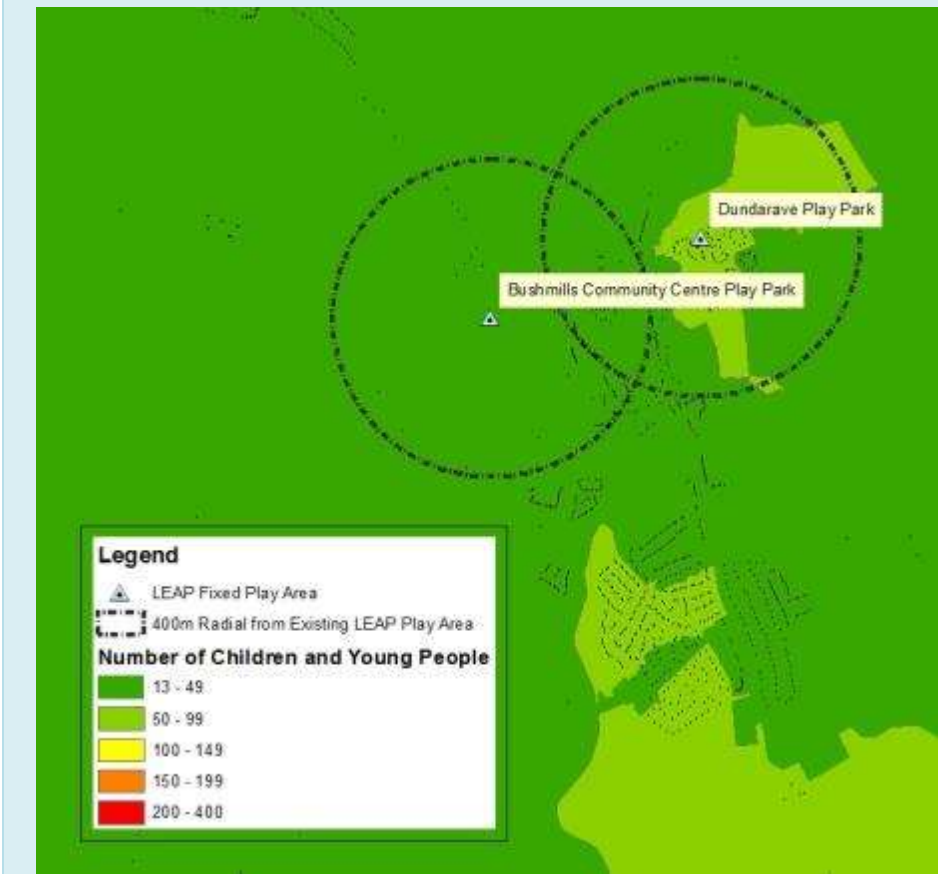 Dundarave Play Park
Bushmills Community Centre Play Park
Legend
LEAP Fixed Play Area
400m Radial from Existing LEAP Play Area
Number of Children and Young People
13 - 49
50 - 99
100 - 149
150 - 199
200 - 400